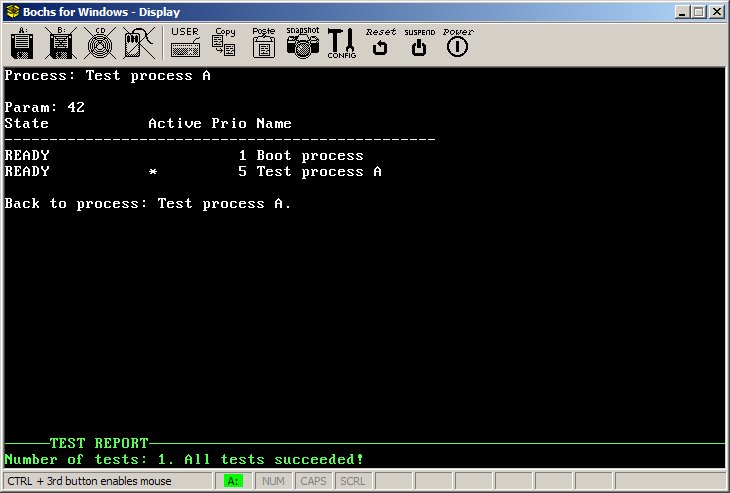 Bochs for Windows - Display
A: B: CD USER Copy Paste snapshot CONFIG Reset SUSPEND Power
Process: Test process A
Param: 42
State Active Prio Name
------------------------------------------------
READY 1 Boot process
READY * 5 Test process A
Back to process: Test process A.
TEST REPORT
Number of tests: 1. All tests succeeded!
CTRL + 3rd button enables mouse A: NUM CAPS SCRL